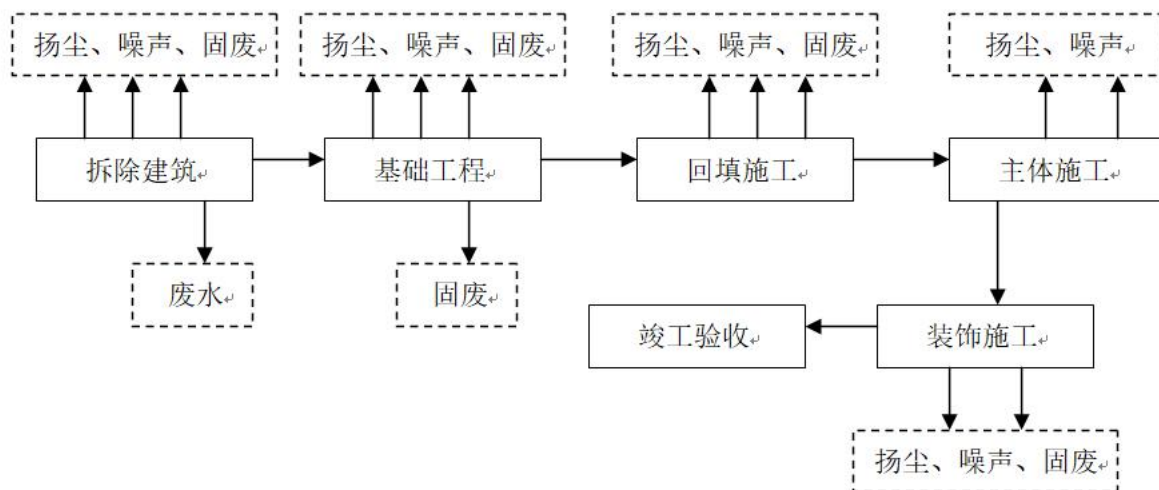 扬尘、噪声、固废
扬尘、噪声、固废
扬尘、噪声、固废
扬尘、噪声
拆除建筑
基础工程
回填施工
主体施工
废水
固废
竣工验收
装饰施工
扬尘、噪声、固废